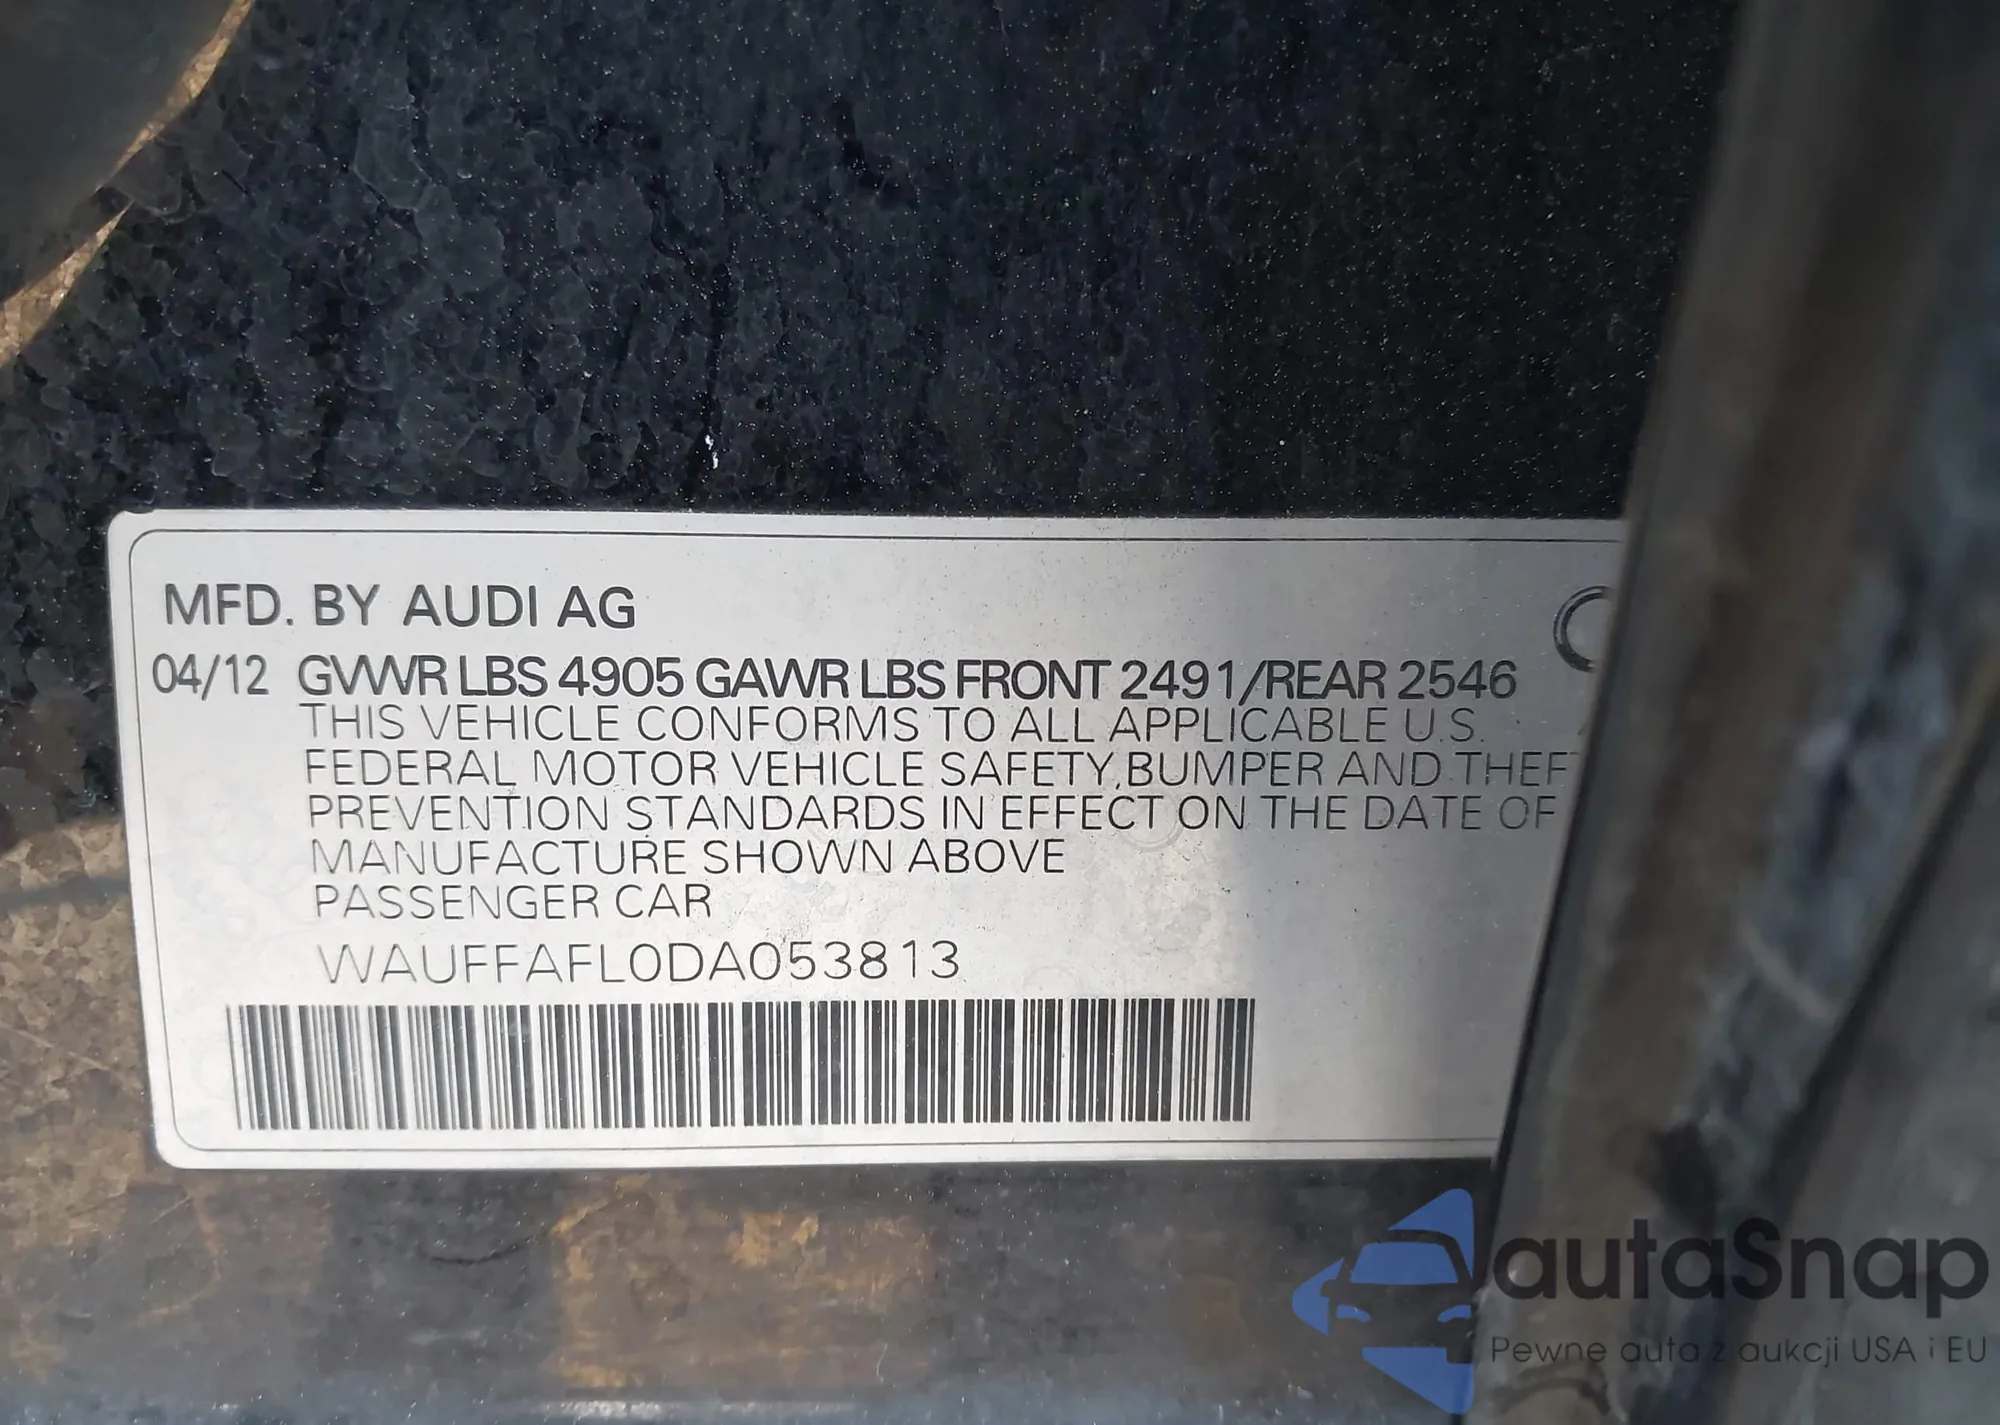 MFD. BY AUDI AG
04/12 GVWR LBS 4905 GAWR LBS FRONT 2491/REAR 2546
THIS VEHICLE CONFORMS TO ALL APPLICABLE U.S.
FEDERAL MOTOR VEHICLE SAFETY, BUMPER AND THEFT
PREVENTION STANDARDS IN EFFECT ON THE DATE OF
MANUFACTURE SHOWN ABOVE
PASSENGER CAR
WAUFFAFL0DA053813
autaSnap
Pewne auta z aukcji USA i EU